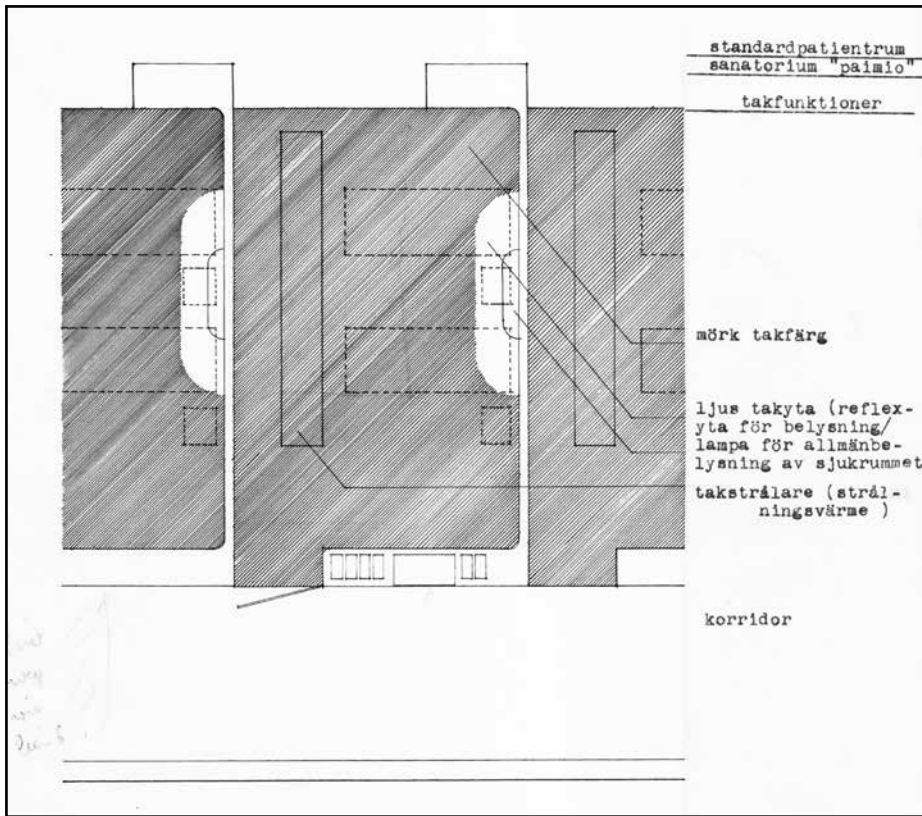 standardpatientrum
sanatorium "paimio"
takfunktioner
mörk takfärg
ljus takyta (reflex-
yta för belysning/
lampa för allmänbe-
lysning av sjukrummet
takstrålare (strål-
ningsvärme )
korridor